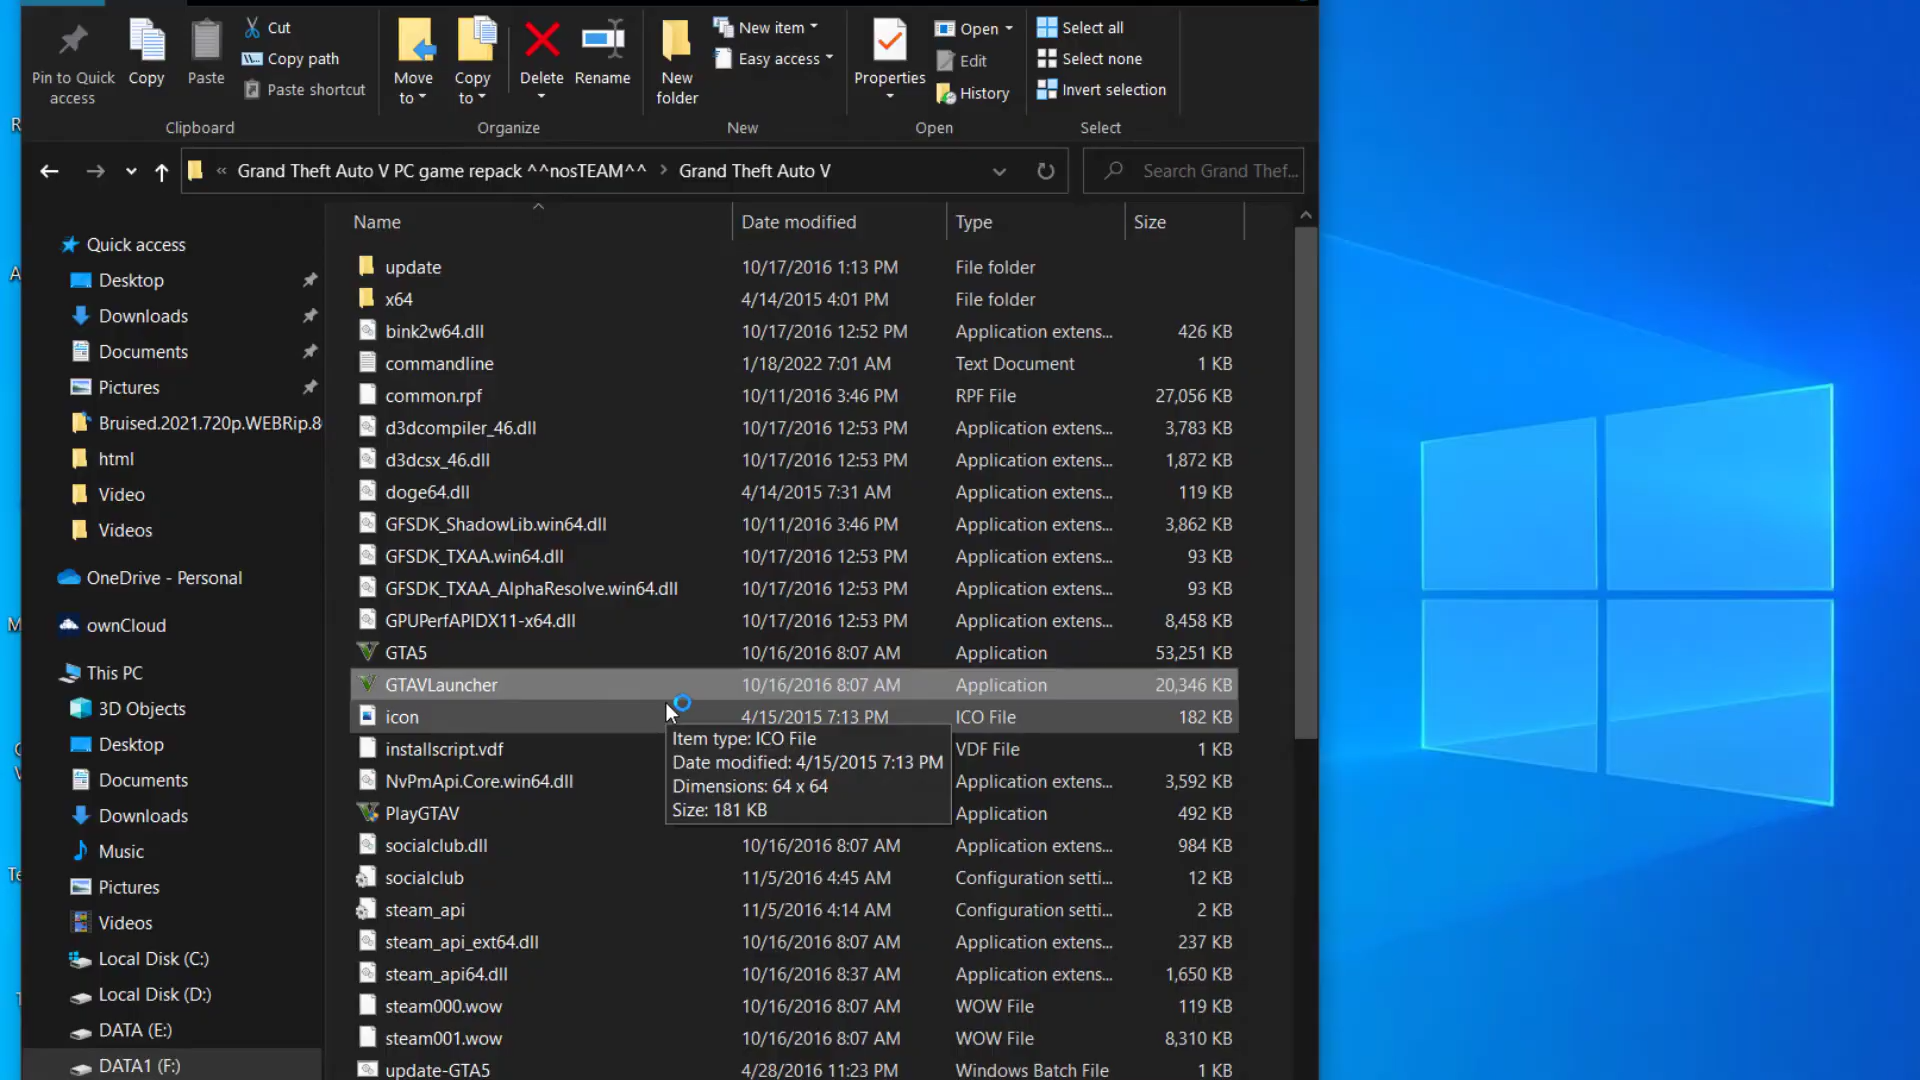 Pin to Quick access
Copy
Paste
Cut
Copy path
Paste shortcut
Clipboard
Move to
Copy to
Delete
Rename
Organize
New folder
New item
Easy access
New
Properties
Open
Edit
History
Open
Select all
Select none
Invert selection
Select
« Grand Theft Auto V PC game repack ^^nosTEAM^^ > Grand Theft Auto V
Search Grand Thef...
Name Date modified Type Size
Quick access
Desktop
Downloads
Documents
Pictures
Bruised.2021.720p.WEBRip.8
html
Video
Videos
OneDrive - Personal
ownCloud
This PC
3D Objects
Desktop
Documents
Downloads
Music
Pictures
Videos
Local Disk (C:)
Local Disk (D:)
DATA (E:)
DATA1 (F:)
update 10/17/2016 1:13 PM File folder
x64 4/14/2015 4:01 PM File folder
bink2w64.dll 10/17/2016 12:52 PM Application extens... 426 KB
commandline 1/18/2022 7:01 AM Text Document 1 KB
common.rpf 10/11/2016 3:46 PM RPF File 27,056 KB
d3dcompiler_46.dll 10/17/2016 12:53 PM Application extens... 3,783 KB
d3dcsx_46.dll 10/17/2016 12:53 PM Application extens... 1,872 KB
doge64.dll 4/14/2015 7:31 AM Application extens... 119 KB
GFSDK_ShadowLib.win64.dll 10/11/2016 3:46 PM Application extens... 3,862 KB
GFSDK_TXAA.win64.dll 10/17/2016 12:53 PM Application extens... 93 KB
GFSDK_TXAA_AlphaResolve.win64.dll 10/17/2016 12:53 PM Application extens... 93 KB
GPUPerfAPIDX11-x64.dll 10/17/2016 12:53 PM Application extens... 8,458 KB
GTA5 10/16/2016 8:07 AM Application 53,251 KB
GTAVLauncher 10/16/2016 8:07 AM Application 20,346 KB
icon 4/15/2015 7:13 PM ICO File 182 KB
installscript.vdf VDF File 1 KB
NvPmApi.Core.win64.dll Application extens... 3,592 KB
PlayGTAV Application 492 KB
Item type: ICO File
Date modified: 4/15/2015 7:13 PM
Dimensions: 64 x 64
Size: 181 KB
socialclub.dll 10/16/2016 8:07 AM Application extens... 984 KB
socialclub 11/5/2016 4:45 AM Configuration setti... 12 KB
steam_api 11/5/2016 4:14 AM Configuration setti... 2 KB
steam_api_ext64.dll 10/16/2016 8:07 AM Application extens... 237 KB
steam_api64.dll 10/16/2016 8:37 AM Application extens... 1,650 KB
steam000.wow 10/16/2016 8:07 AM WOW File 119 KB
steam001.wow 10/16/2016 8:07 AM WOW File 8,310 KB
update-GTA5 4/28/2016 11:23 PM Windows Batch File 1 KB